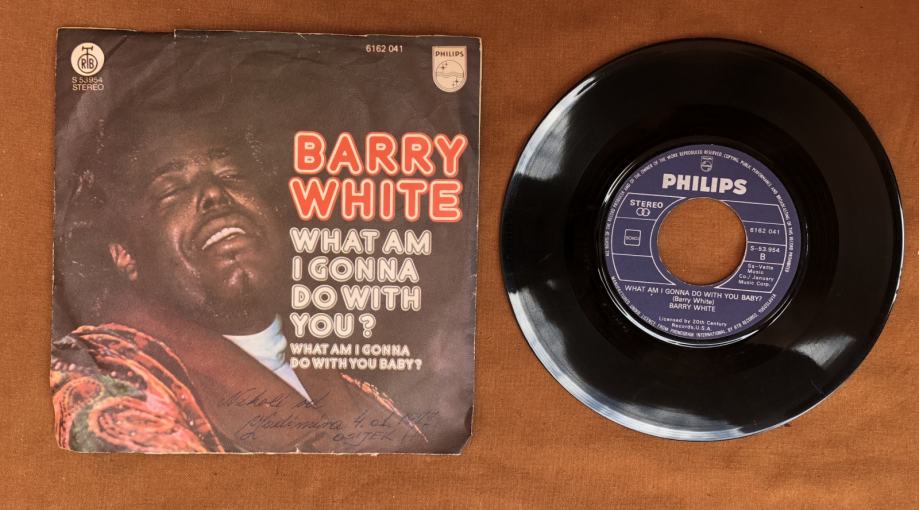 RTB
S 53954
STEREO
6162 041
PHILIPS
BARRY
WHITE
WHAT AM
I GONNA
DO WITH
YOU?
WHAT AM I GONNA
DO WITH YOU BABY?
OSIJEK
PHILIPS
STEREO
6162 041
S-53.954
B
Sa-Vette
Music
Co./ January
Music Corp.
WHAT AM I GONNA DO WITH YOU BABY?
(Barry White)
BARRY WHITE
Licensed by 20th Century
Records, U.S.A.